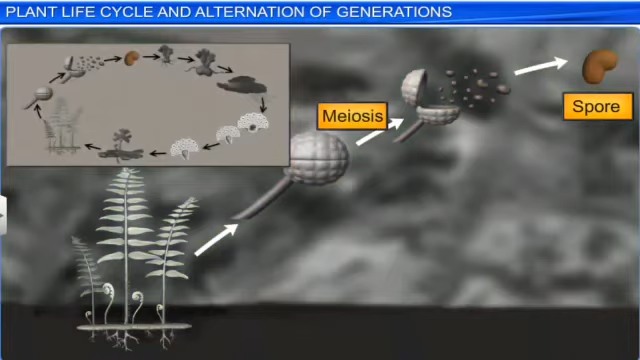 PLANT LIFE CYCLE AND ALTERNATION OF GENERATIONS
Meiosis
Spore